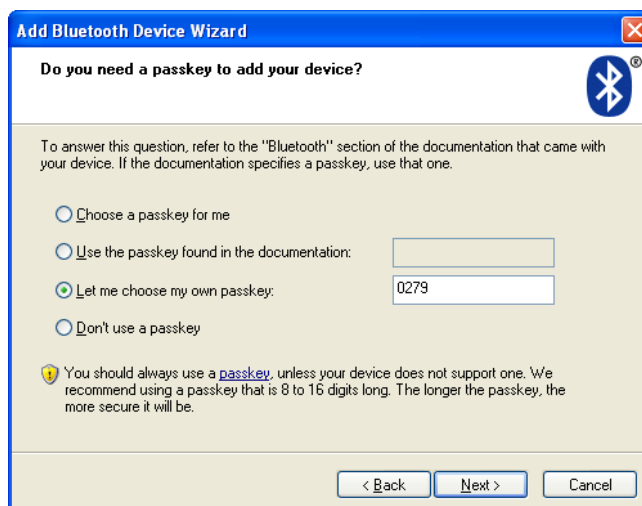 Add Bluetooth Device Wizard
Do you need a passkey to add your device?
®
To answer this question, refer to the "Bluetooth" section of the documentation that came with
your device. If the documentation specifies a passkey, use that one.
Choose a passkey for me
Use the passkey found in the documentation:
Let me choose my own passkey: 0279
Don't use a passkey
You should always use a passkey, unless your device does not support one. We
recommend using a passkey that is 8 to 16 digits long. The longer the passkey, the
more secure it will be.
< Back Next > Cancel